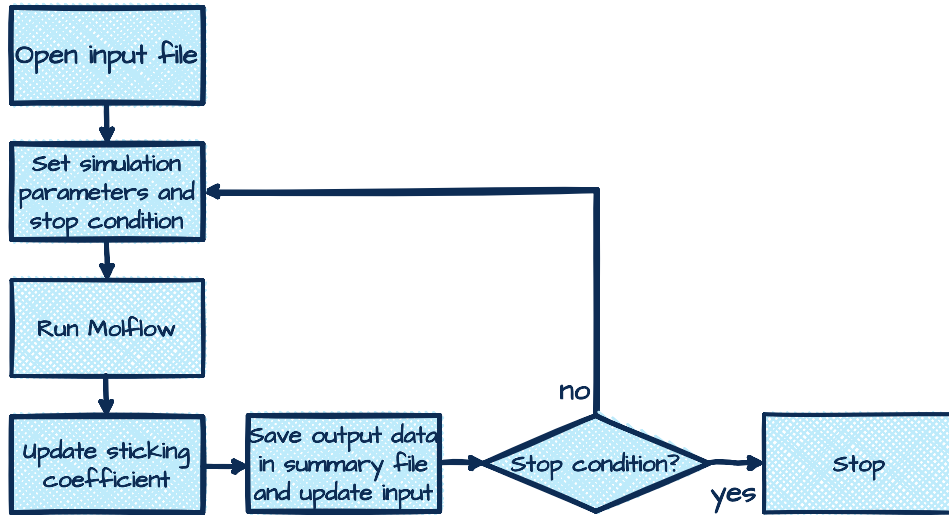 Open input file
Set simulation
parameters and
stop condition
Run Molflow
Update sticking
coefficient
Save output data
in summary file
and update input
Stop condition?
no
yes
Stop